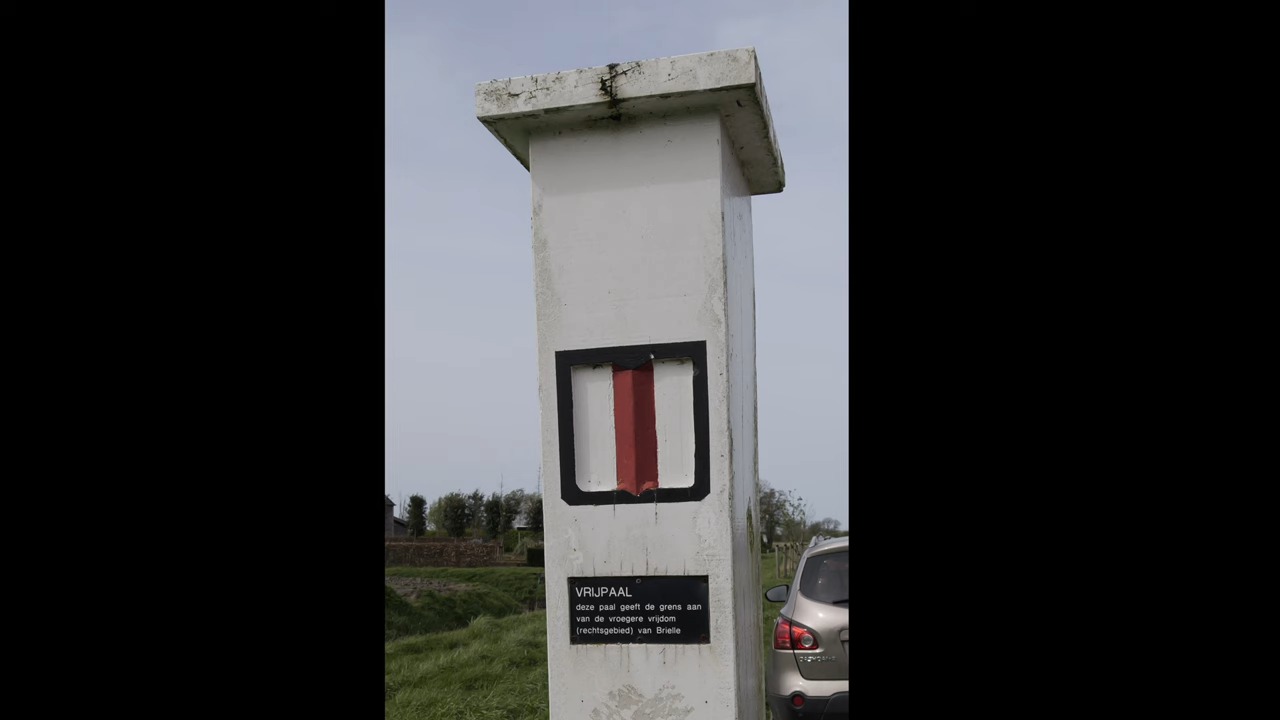 VRIJPAAL
deze paal geeft de grens aan
van de vroegere vrijdom
(rechtsgebied) van Brielle